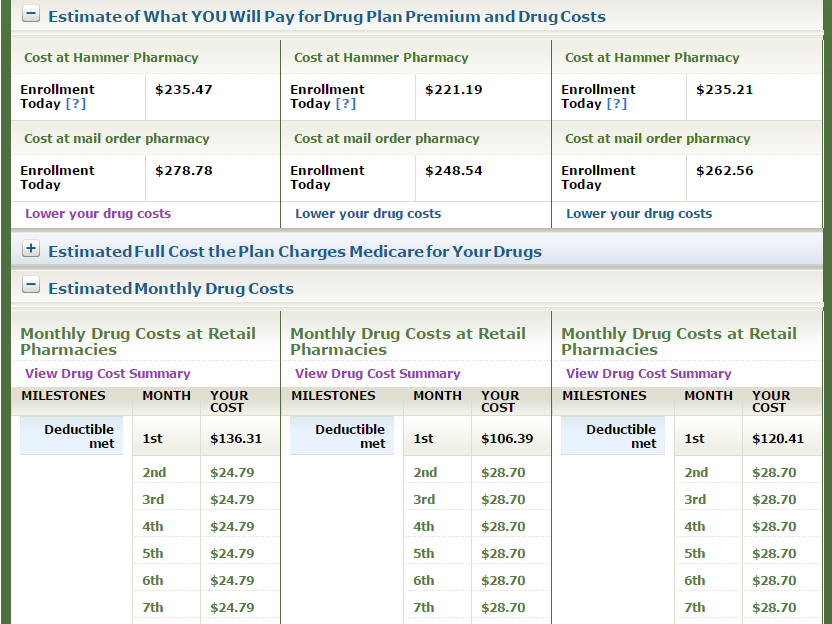 Estimate of What YOU Will Pay for Drug Plan Premium and Drug Costs
Cost at Hammer Pharmacy Cost at Hammer Pharmacy Cost at Hammer Pharmacy
Enrollment $235.47 Enrollment $221.19 Enrollment $235.21
Today [?] Today [?] Today [?]
Cost at mail order pharmacy Cost at mail order pharmacy Cost at mail order pharmacy
Enrollment $278.78 Enrollment $248.54 Enrollment $262.56
Today Today Today
Lower your drug costs Lower your drug costs Lower your drug costs
Estimated Full Cost the Plan Charges Medicare for Your Drugs
Estimated Monthly Drug Costs
Monthly Drug Costs at Retail Monthly Drug Costs at Retail Monthly Drug Costs at Retail
Pharmacies Pharmacies Pharmacies
View Drug Cost Summary View Drug Cost Summary View Drug Cost Summary
MILESTONES MONTH YOUR MILESTONES MONTH YOUR MILESTONES MONTH YOUR
COST COST COST
Deductible 1st $136.31 Deductible 1st $106.39 Deductible 1st $120.41
met met met
2nd $24.79 2nd $28.70 2nd $28.70
3rd $24.79 3rd $28.70 3rd $28.70
4th $24.79 4th $28.70 4th $28.70
5th $24.79 5th $28.70 5th $28.70
6th $24.79 6th $28.70 6th $28.70
7th $24.79 7th $28.70 7th $28.70